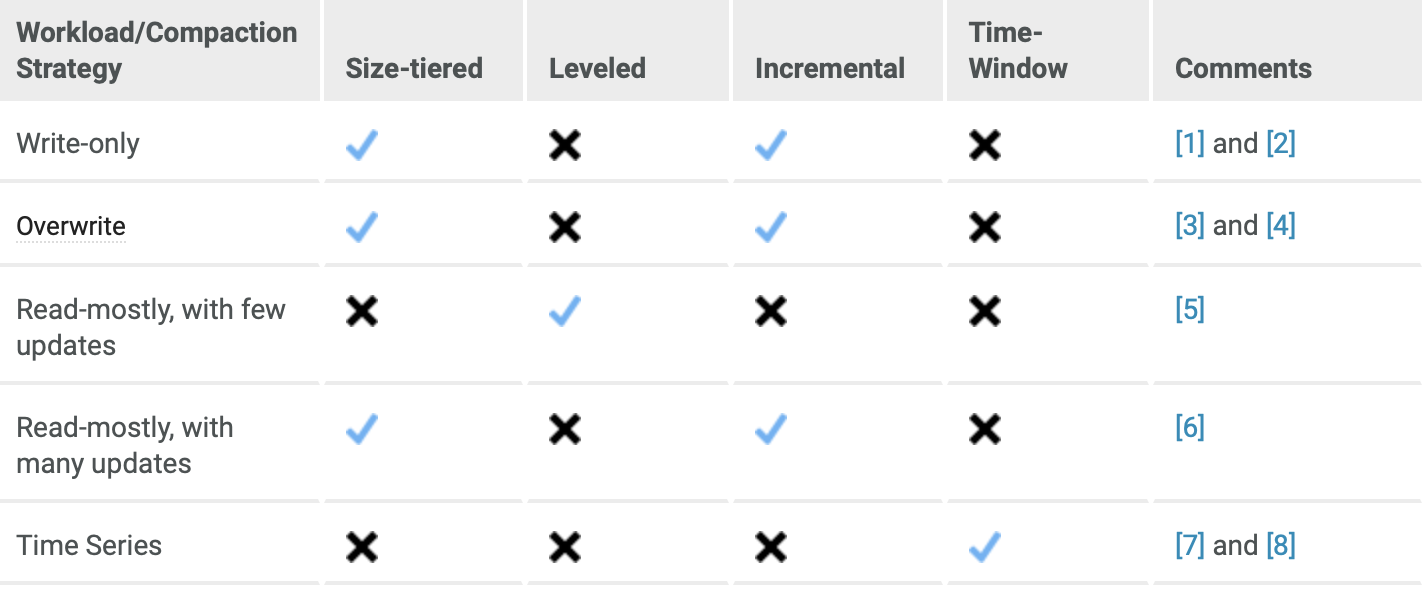 Workload/Compaction Strategy Size-tiered Leveled Incremental Time-Window Comments
Write-only ✓ ✗ ✓ ✗ [1] and [2]
Overwrite ✓ ✗ ✓ ✗ [3] and [4]
Read-mostly, with few updates ✗ ✓ ✗ ✗ [5]
Read-mostly, with many updates ✓ ✗ ✓ ✗ [6]
Time Series ✗ ✗ ✗ ✓ [7] and [8]